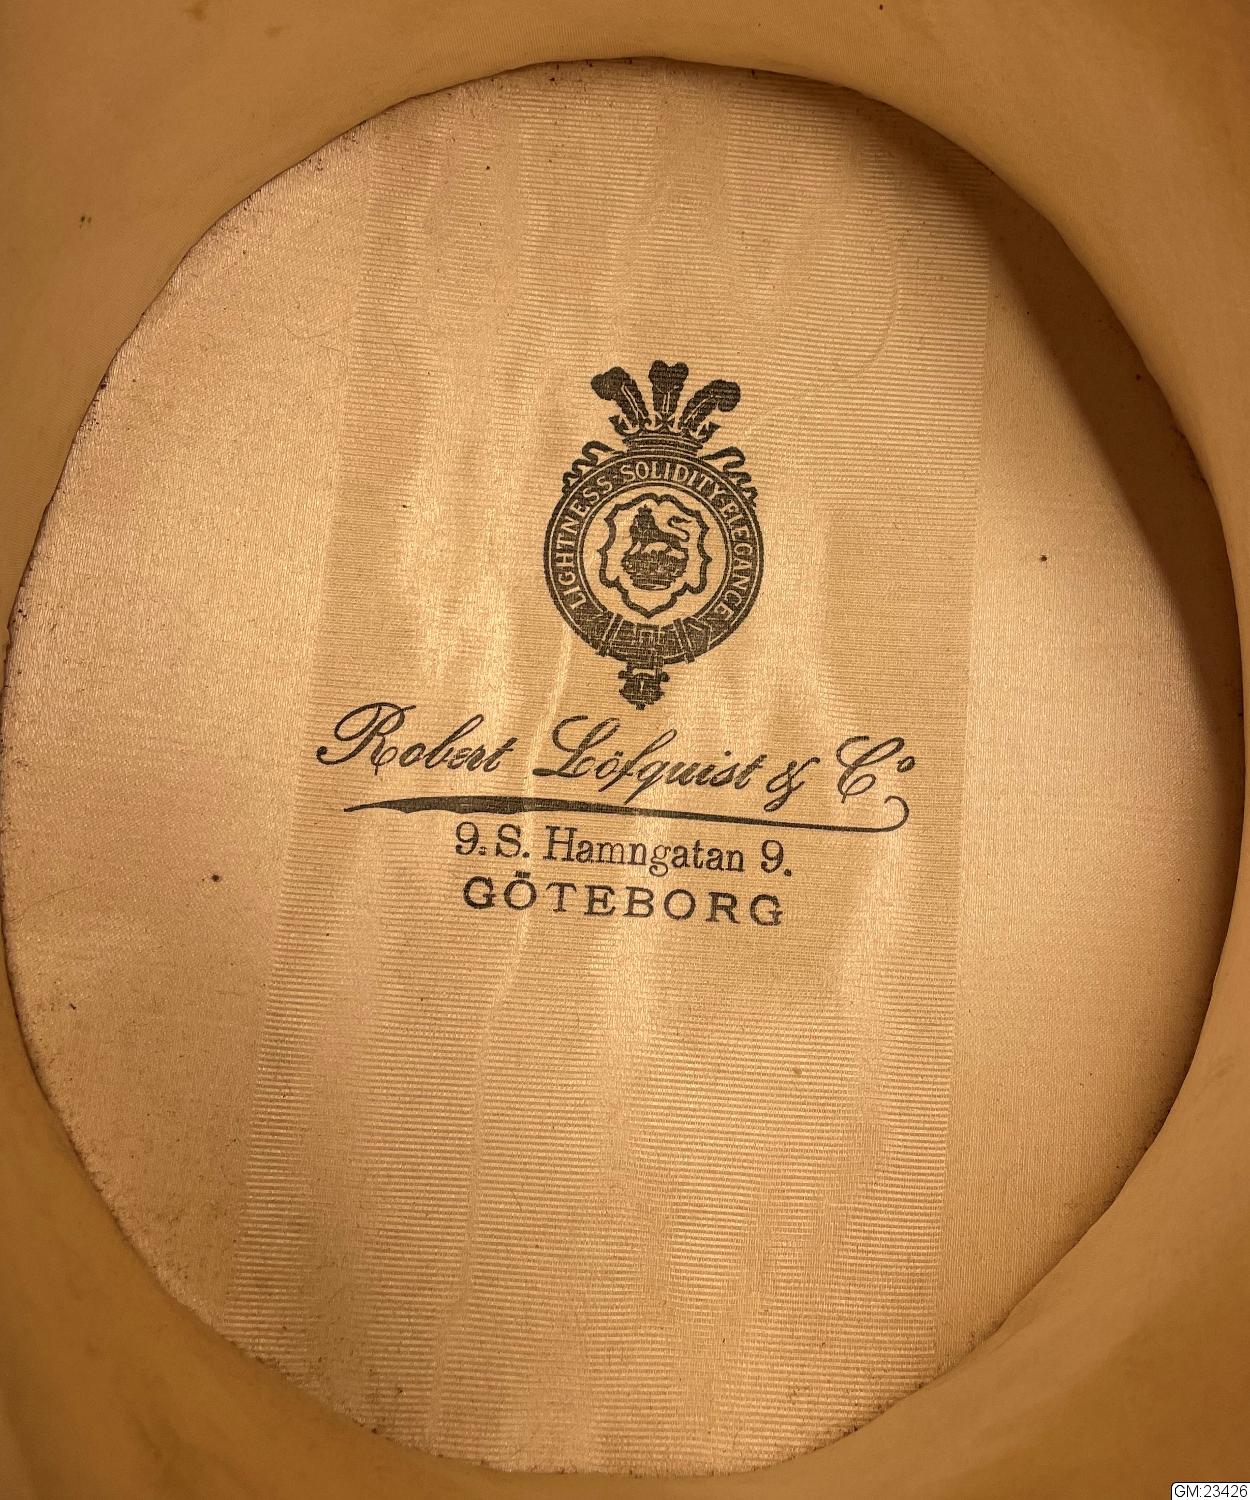 LIGHTNESS·SOLIDITY·ELEGANCE
Robert Löfquist & Cº
9. S. Hamngatan 9.
GÖTEBORG
GM:23426